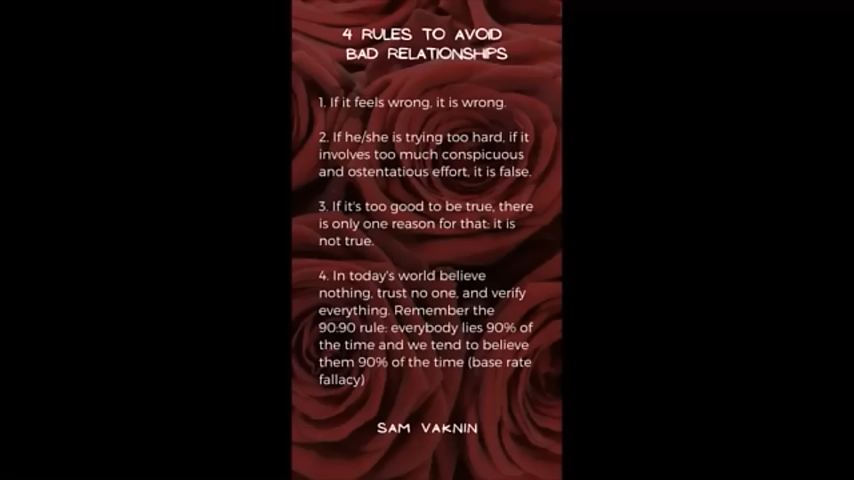 4 RULES TO AVOID
BAD RELATIONSHIPS
1. If it feels wrong, it is wrong.
2. If he/she is trying too hard, if it
involves too much conspicuous
and ostentatious effort, it is false.
3. If it's too good to be true, there
is only one reason for that: it is
not true.
4. In today's world believe
nothing, trust no one, and verify
everything. Remember the
90:90 rule: everybody lies 90% of
the time and we tend to believe
them 90% of the time (base rate
fallacy)
SAM VAKNIN